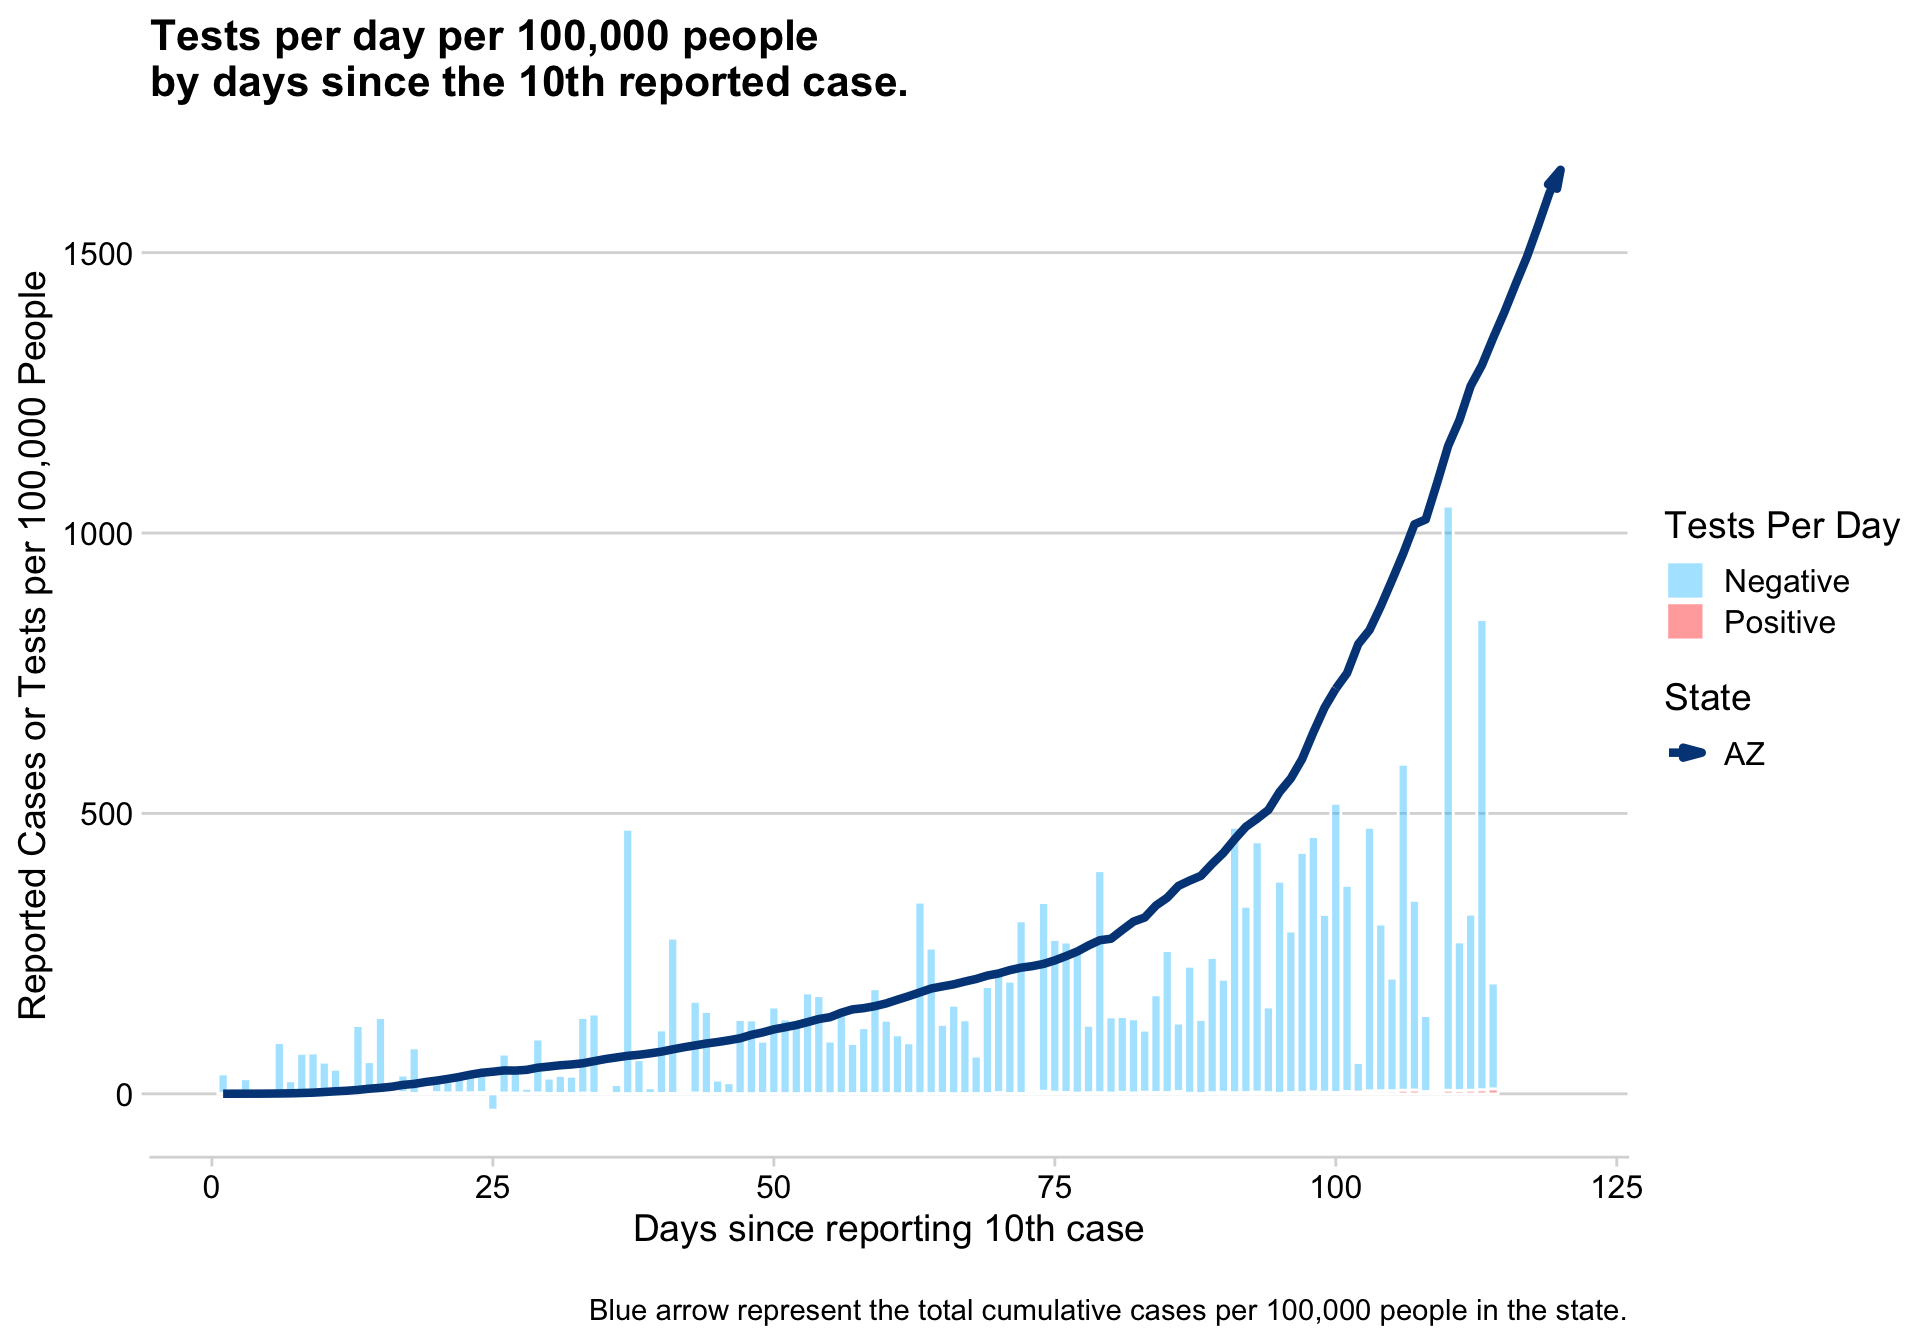 Tests per day per 100,000 people
by days since the 10th reported case.
Reported Cases or Tests per 100,000 People
1500
1000
500
0
0
25
50
75
100
125
Days since reporting 10th case
Tests Per Day
Negative
Positive
State
AZ
Blue arrow represent the total cumulative cases per 100,000 people in the state.